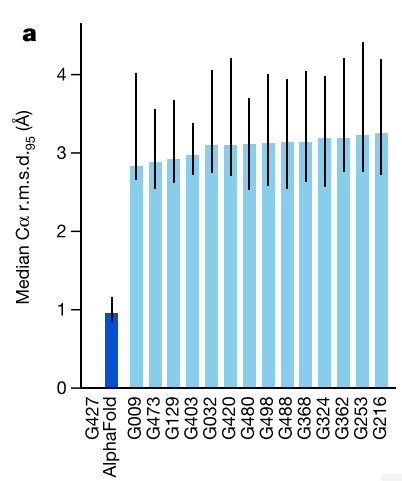 a
Median Cα r.m.s.d.95 (Å)
4
3
2
1
0
G427
AlphaFold
G009
G473
G129
G403
G032
G420
G480
G498
G488
G368
G324
G362
G253
G216